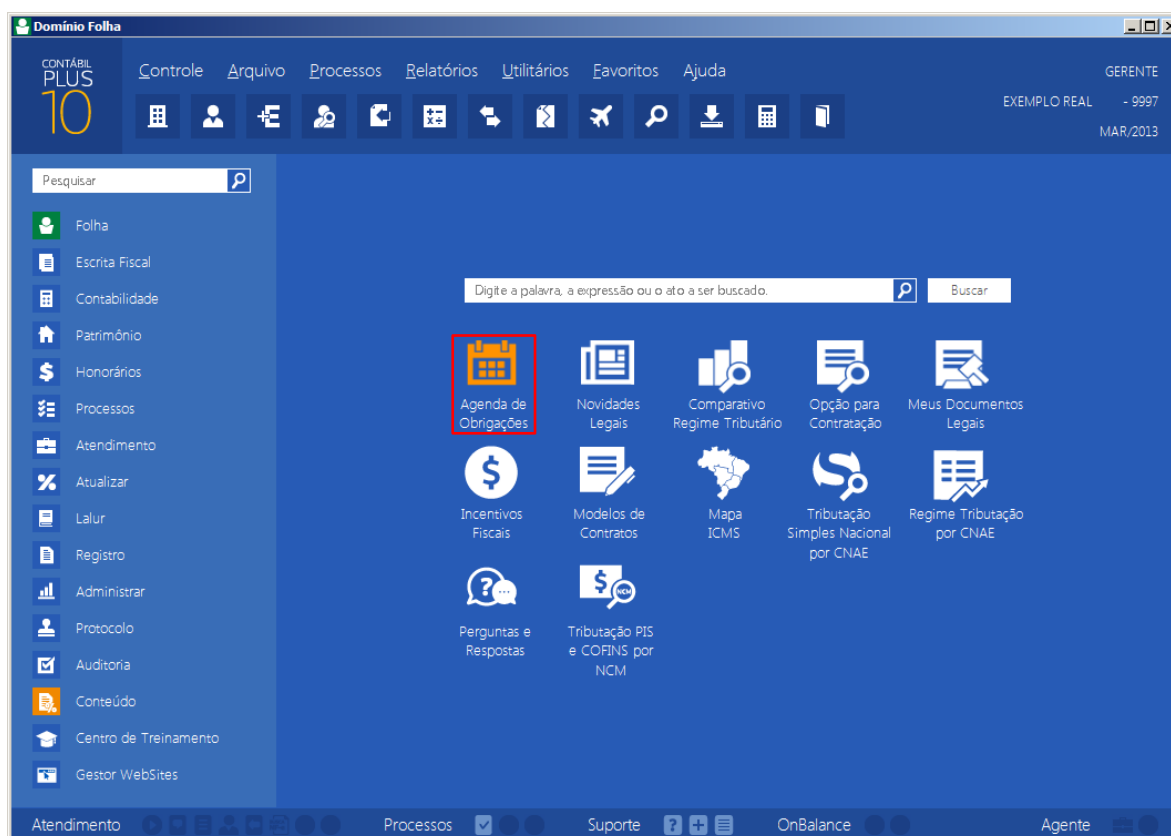 Domínio Folha
CONTÁBIL
PLUS
10
Controle Arquivo Processos Relatórios Utilitários Favoritos Ajuda
GERENTE
EXEMPLO REAL - 9997
MAR/2013
Pesquisar
Folha
Escrita Fiscal
Contabilidade
Patrimônio
Honorários
Processos
Atendimento
Atualizar
Lalur
Registro
Administrar
Protocolo
Auditoria
Conteúdo
Centro de Treinamento
Gestor WebSites
Digite a palavra, a expressão ou o ato a ser buscado.
Buscar
Agenda de
Obrigações
Novidades
Legais
Comparativo
Regime Tributário
Opção para
Contratação
Meus Documentos
Legais
Incentivos
Fiscais
Modelos de
Contratos
Mapa
ICMS
Tributação
Simples Nacional
por CNAE
Regime Tributação
por CNAE
Perguntas e
Respostas
NCM
Tributação PIS
e COFINS por
NCM
Atendimento Processos Suporte OnBalance Agente